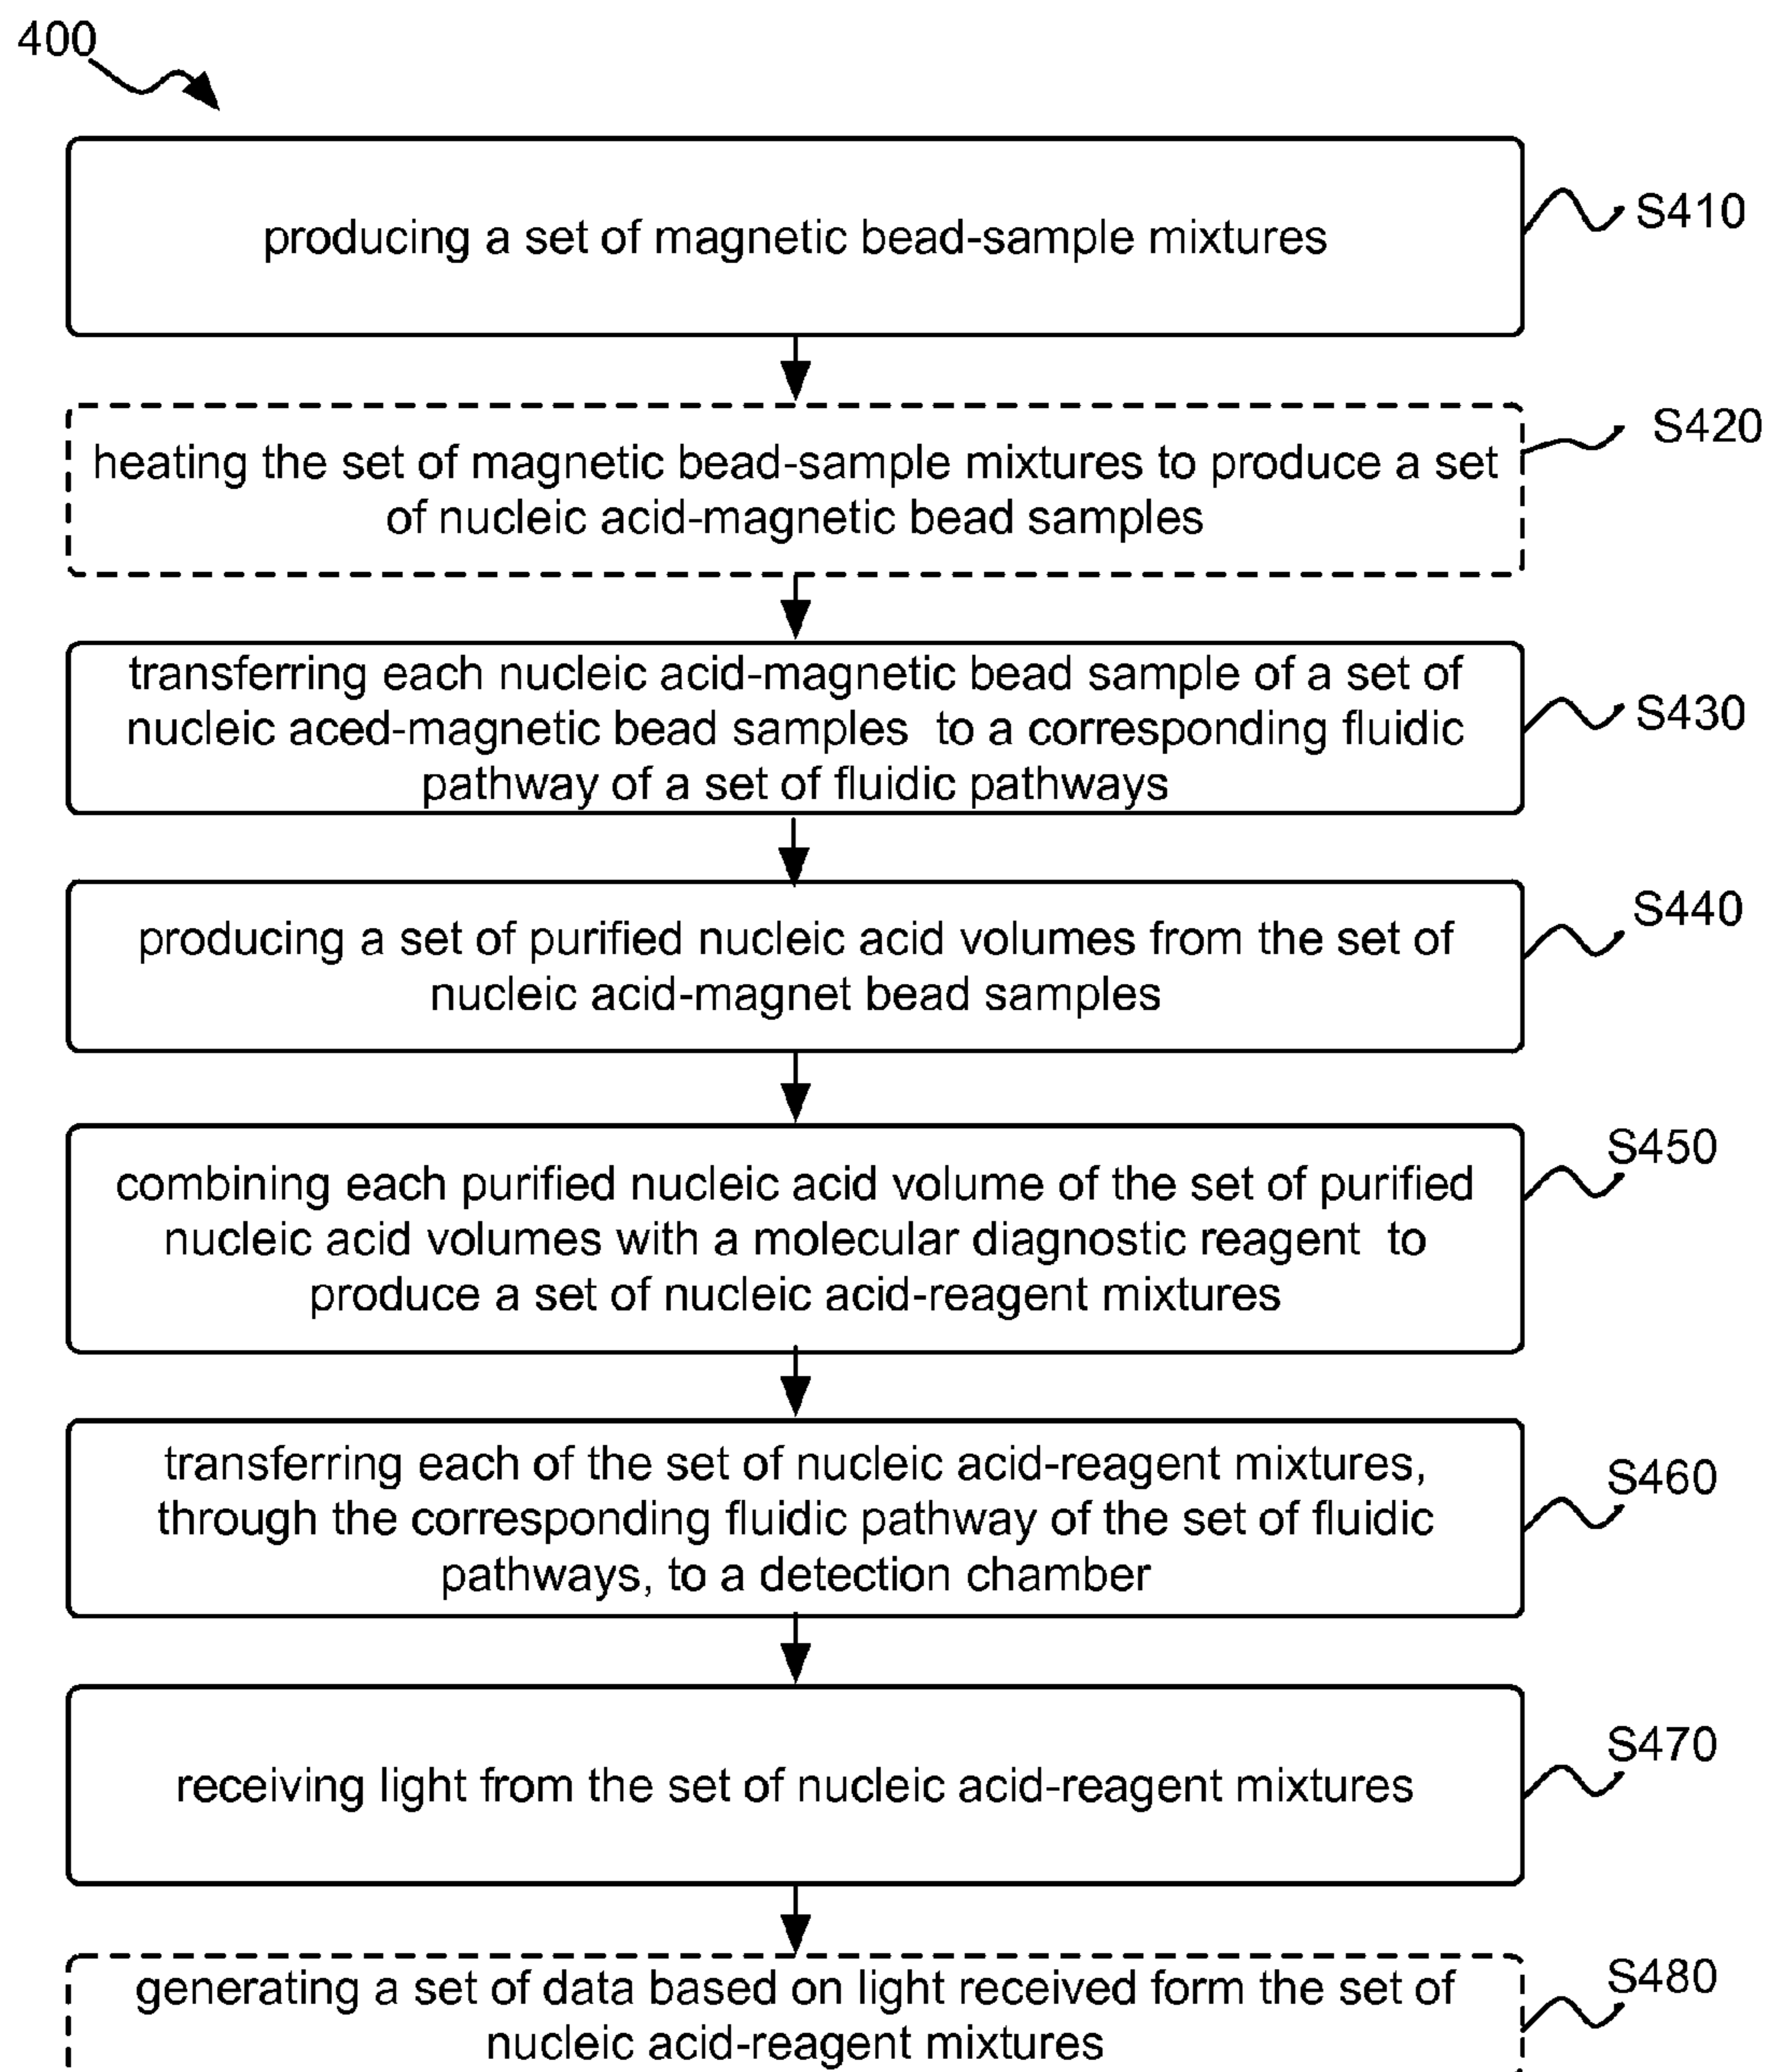 400
producing a set of magnetic bead-sample mixtures
S410
heating the set of magnetic bead-sample mixtures to produce a set
of nucleic acid-magnetic bead samples
S420
transferring each nucleic acid-magnetic bead sample of a set of
nucleic aced-magnetic bead samples to a corresponding fluidic
pathway of a set of fluidic pathways
S430
producing a set of purified nucleic acid volumes from the set of
nucleic acid-magnet bead samples
S440
combining each purified nucleic acid volume of the set of purified
nucleic acid volumes with a molecular diagnostic reagent to
produce a set of nucleic acid-reagent mixtures
S450
transferring each of the set of nucleic acid-reagent mixtures,
through the corresponding fluidic pathway of the set of fluidic
pathways, to a detection chamber
S460
receiving light from the set of nucleic acid-reagent mixtures
S470
generating a set of data based on light received form the set of
nucleic acid-reagent mixtures
S480